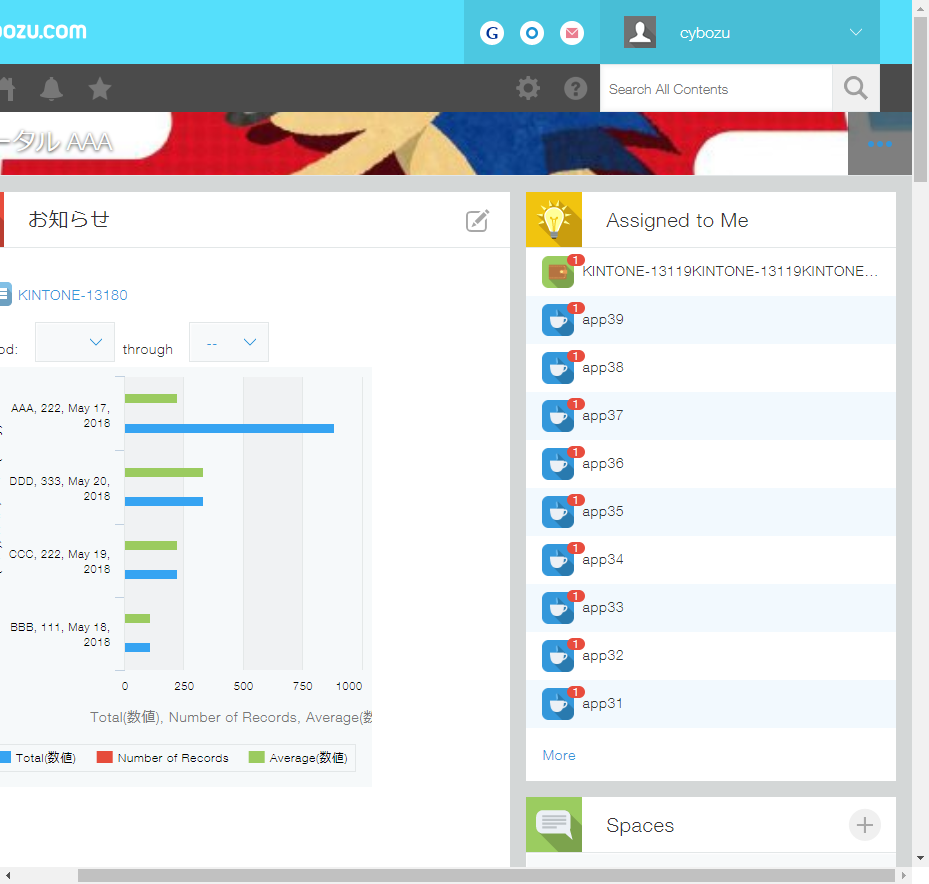 ozu.com
G
cybozu
Search All Contents
ータル AAA
お知らせ
KINTONE-13180
od:
through
--
AAA, 222, May 17,
2018
DDD, 333, May 20,
2018
CCC, 222, May 19,
2018
BBB, 111, May 18,
2018
0 250 500 750 1000
Total(数値), Number of Records, Average(数
Total(数値) Number of Records Average(数値)
Assigned to Me
1
KINTONE-13119KINTONE-13119KINTONE...
1
app39
1
app38
1
app37
1
app36
1
app35
1
app34
1
app33
1
app32
1
app31
More
Spaces